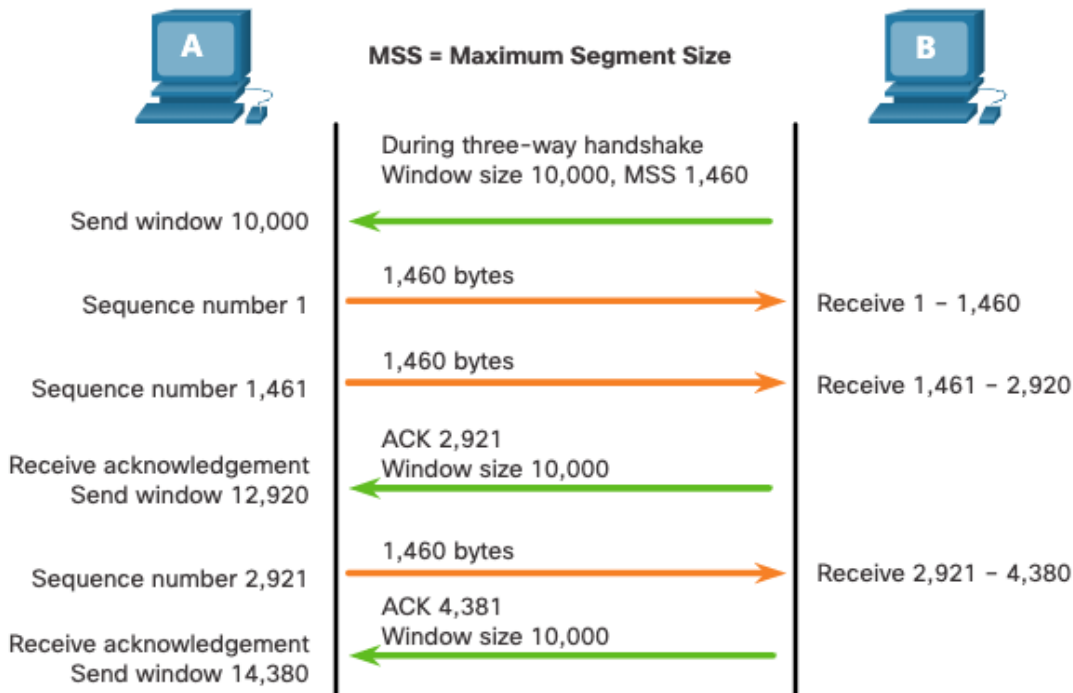 A
B
MSS = Maximum Segment Size
During three-way handshake
Window size 10,000, MSS 1,460
Send window 10,000
1,460 bytes
Sequence number 1
Receive 1 – 1,460
1,460 bytes
Sequence number 1,461
Receive 1,461 – 2,920
ACK 2,921
Window size 10,000
Receive acknowledgement
Send window 12,920
1,460 bytes
Sequence number 2,921
Receive 2,921 – 4,380
ACK 4,381
Window size 10,000
Receive acknowledgement
Send window 14,380